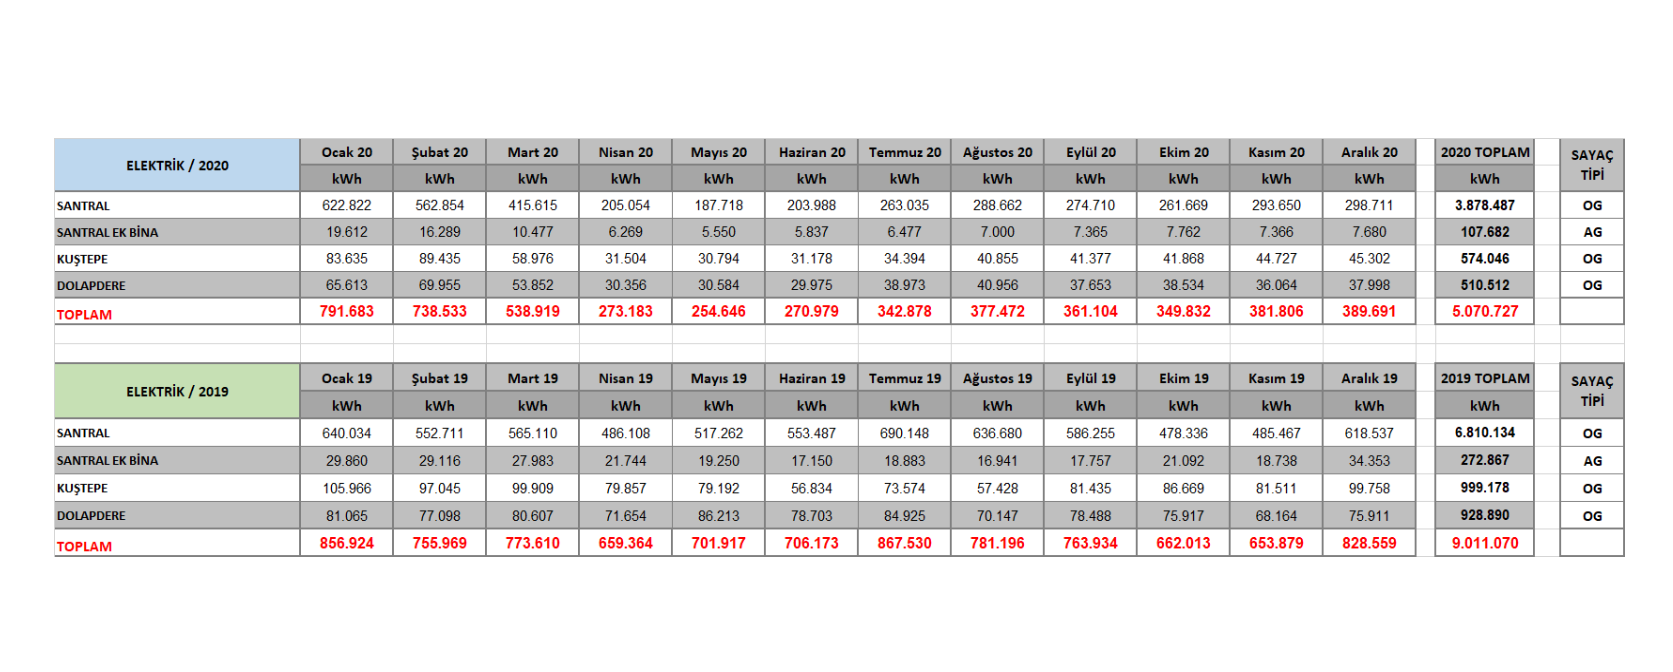 ELEKTRİK / 2020 Ocak 20 Şubat 20 Mart 20 Nisan 20 Mayıs 20 Haziran 20 Temmuz 20 Ağustos 20 Eylül 20 Ekim 20 Kasım 20 Aralık 20 2020 TOPLAM SAYAÇ TİPİ
kWh kWh kWh kWh kWh kWh kWh kWh kWh kWh kWh kWh kWh
SANTRAL 622.822 562.854 415.615 205.054 187.718 203.988 263.035 288.662 274.710 261.669 293.650 298.711 3.878.487 OG
SANTRAL EK BİNA 19.612 16.289 10.477 6.269 5.550 5.837 6.477 7.000 7.365 7.762 7.366 7.680 107.682 AG
KUŞTEPE 83.635 89.435 58.976 31.504 30.794 31.178 34.394 40.855 41.377 41.868 44.727 45.302 574.046 OG
DOLAPDERE 65.613 69.955 53.852 30.356 30.584 29.975 38.973 40.956 37.653 38.534 36.064 37.998 510.512 OG
TOPLAM 791.683 738.533 538.919 273.183 254.646 270.979 342.878 377.472 361.104 349.832 381.806 389.691 5.070.727
ELEKTRİK / 2019 Ocak 19 Şubat 19 Mart 19 Nisan 19 Mayıs 19 Haziran 19 Temmuz 19 Ağustos 19 Eylül 19 Ekim 19 Kasım 19 Aralık 19 2019 TOPLAM SAYAÇ TİPİ
kWh kWh kWh kWh kWh kWh kWh kWh kWh kWh kWh kWh kWh
SANTRAL 640.034 552.711 565.110 486.108 517.262 553.487 690.148 636.680 586.255 478.336 485.467 618.537 6.810.134 OG
SANTRAL EK BİNA 29.860 29.116 27.983 21.744 19.250 17.150 18.883 16.941 17.757 21.092 18.738 34.353 272.867 AG
KUŞTEPE 105.966 97.045 99.909 79.857 79.192 56.834 73.574 57.428 81.435 86.669 81.511 99.758 999.178 OG
DOLAPDERE 81.065 77.098 80.607 71.654 86.213 78.703 84.925 70.147 78.488 75.917 68.164 75.911 928.890 OG
TOPLAM 856.924 755.969 773.610 659.364 701.917 706.173 867.530 781.196 763.934 662.013 653.879 828.559 9.011.070